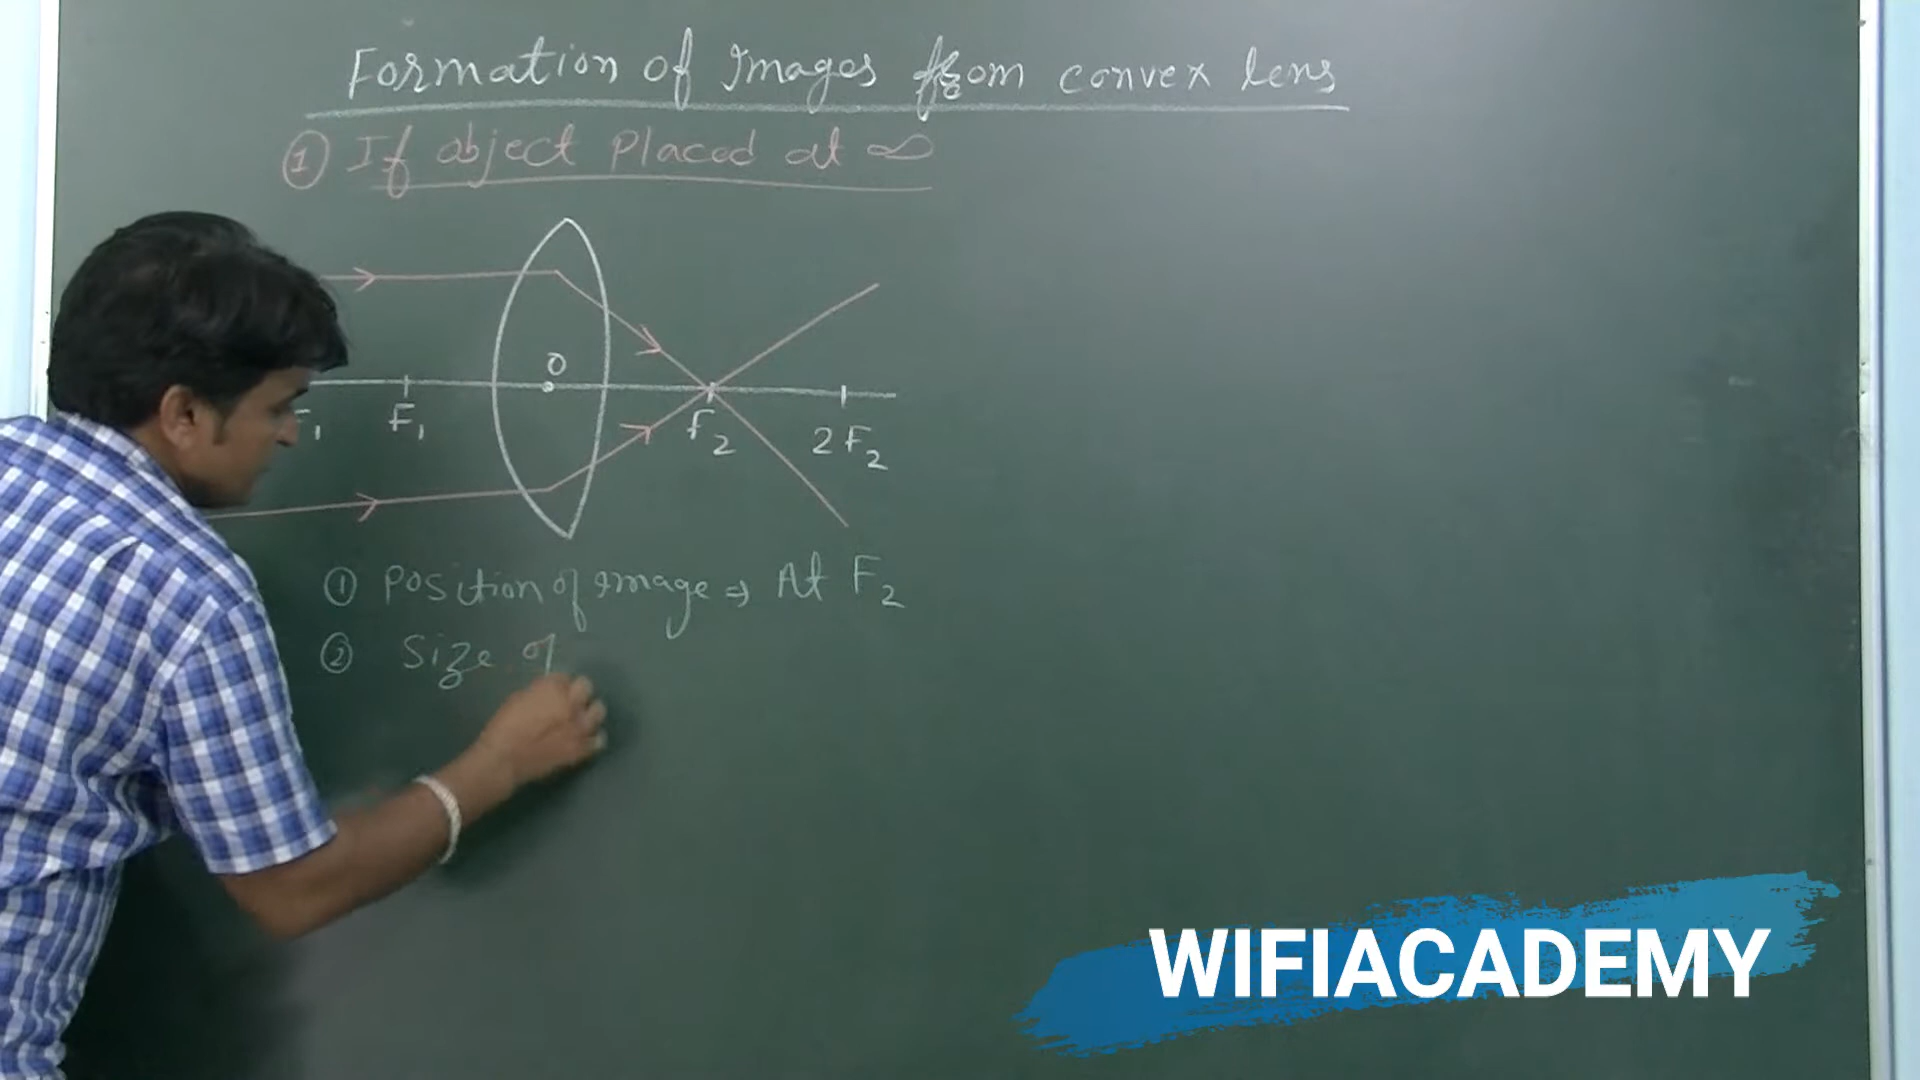 Formation of Images from convex lens
① If object Placed at ∞
O
F₁ F₁ F₂ 2F₂
① Position of image ⇒ At F₂
② Size of
WIFIACADEMY